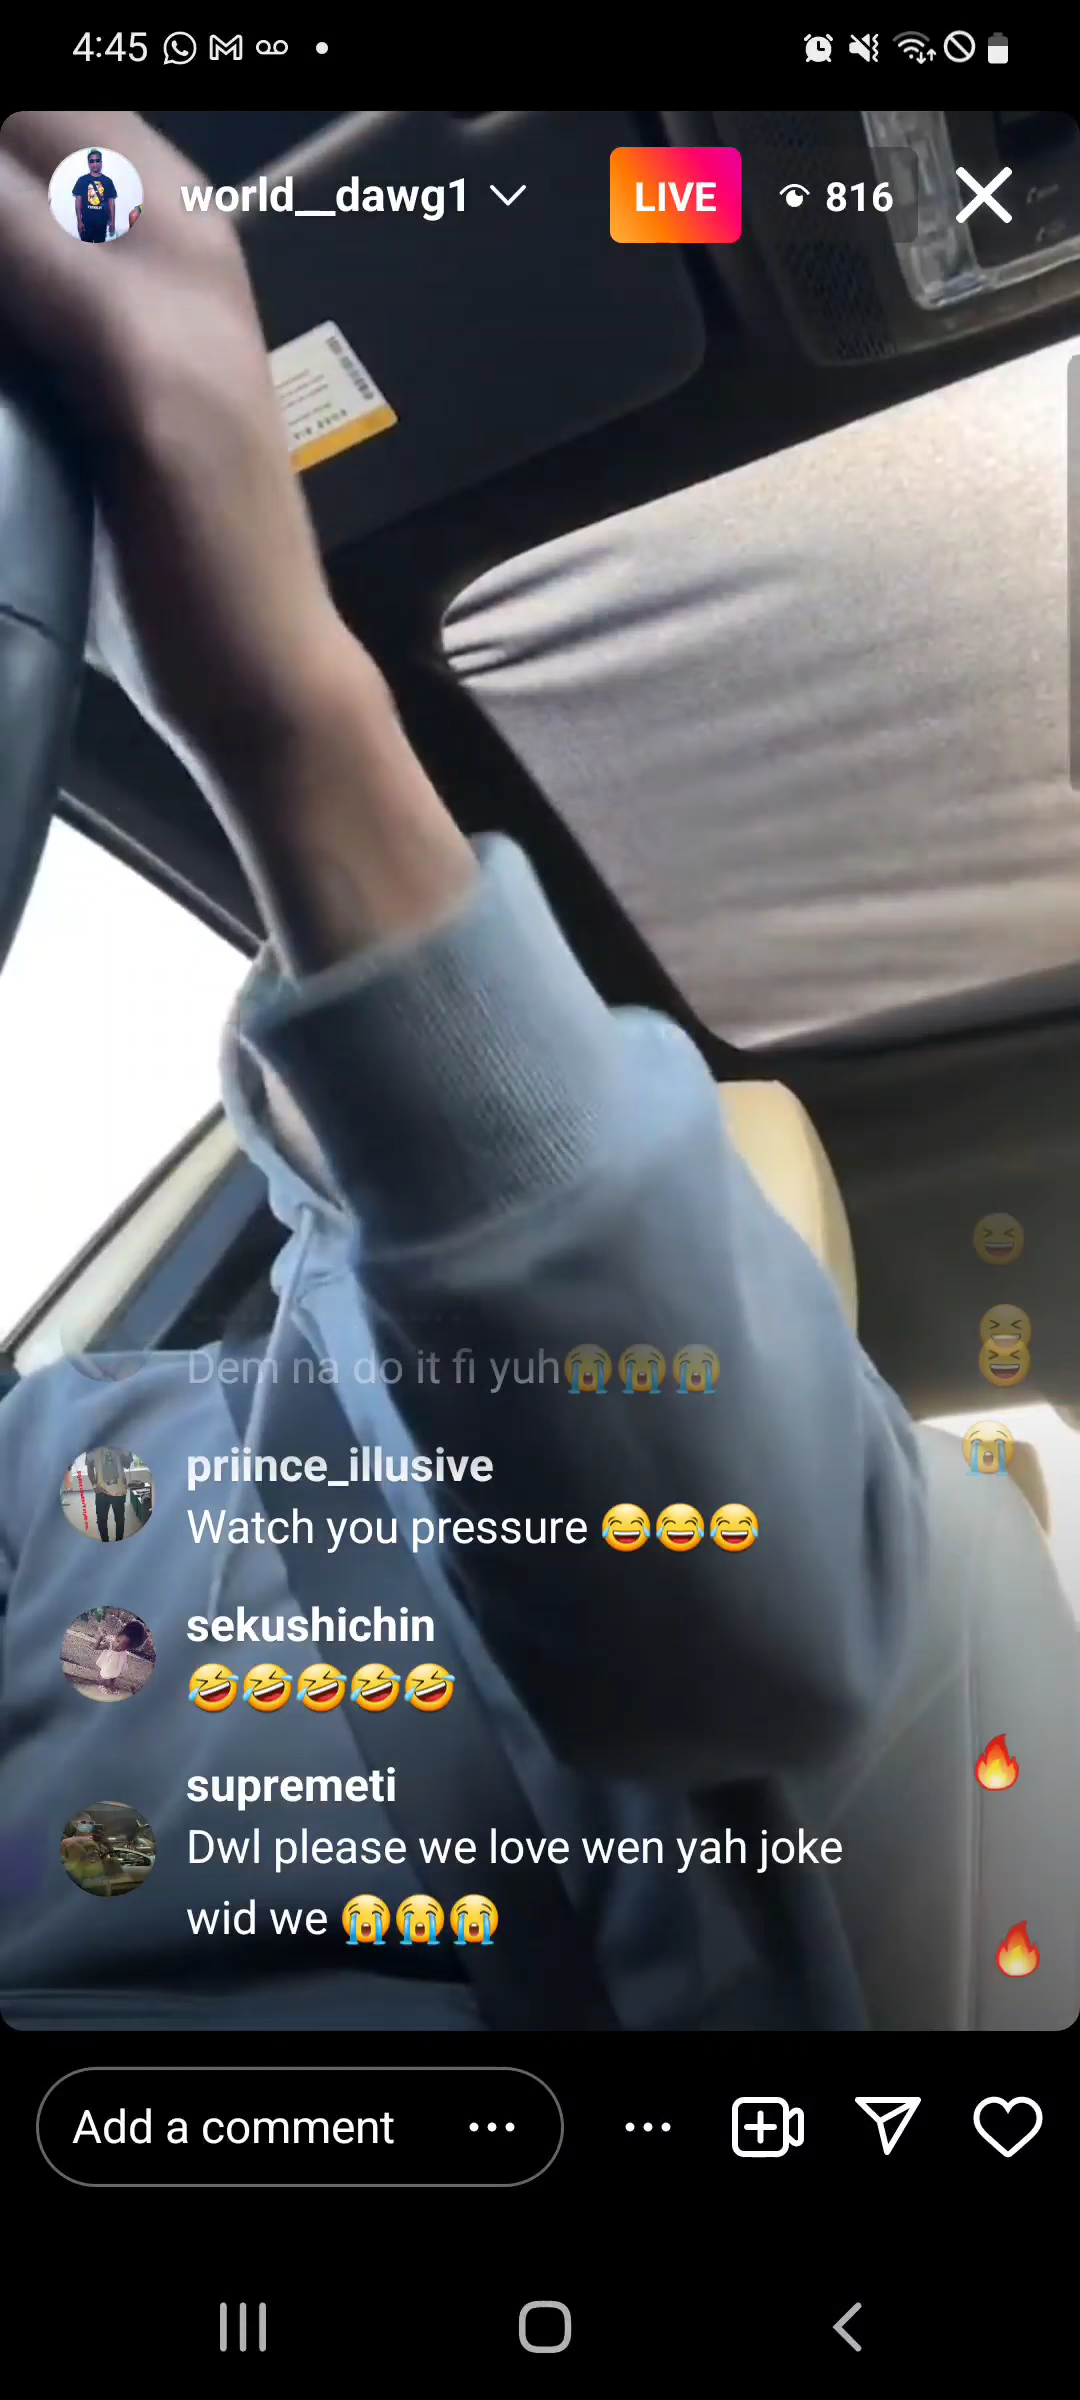 4:45
world__dawg1
LIVE
816
Dem na do it fi yuh😭😭😭
priince_illusive
Watch you pressure 😂😂😂
sekushichin
🤣🤣🤣🤣🤣
supremeti
Dwl please we love wen yah joke
wid we 😭😭😭
Add a comment